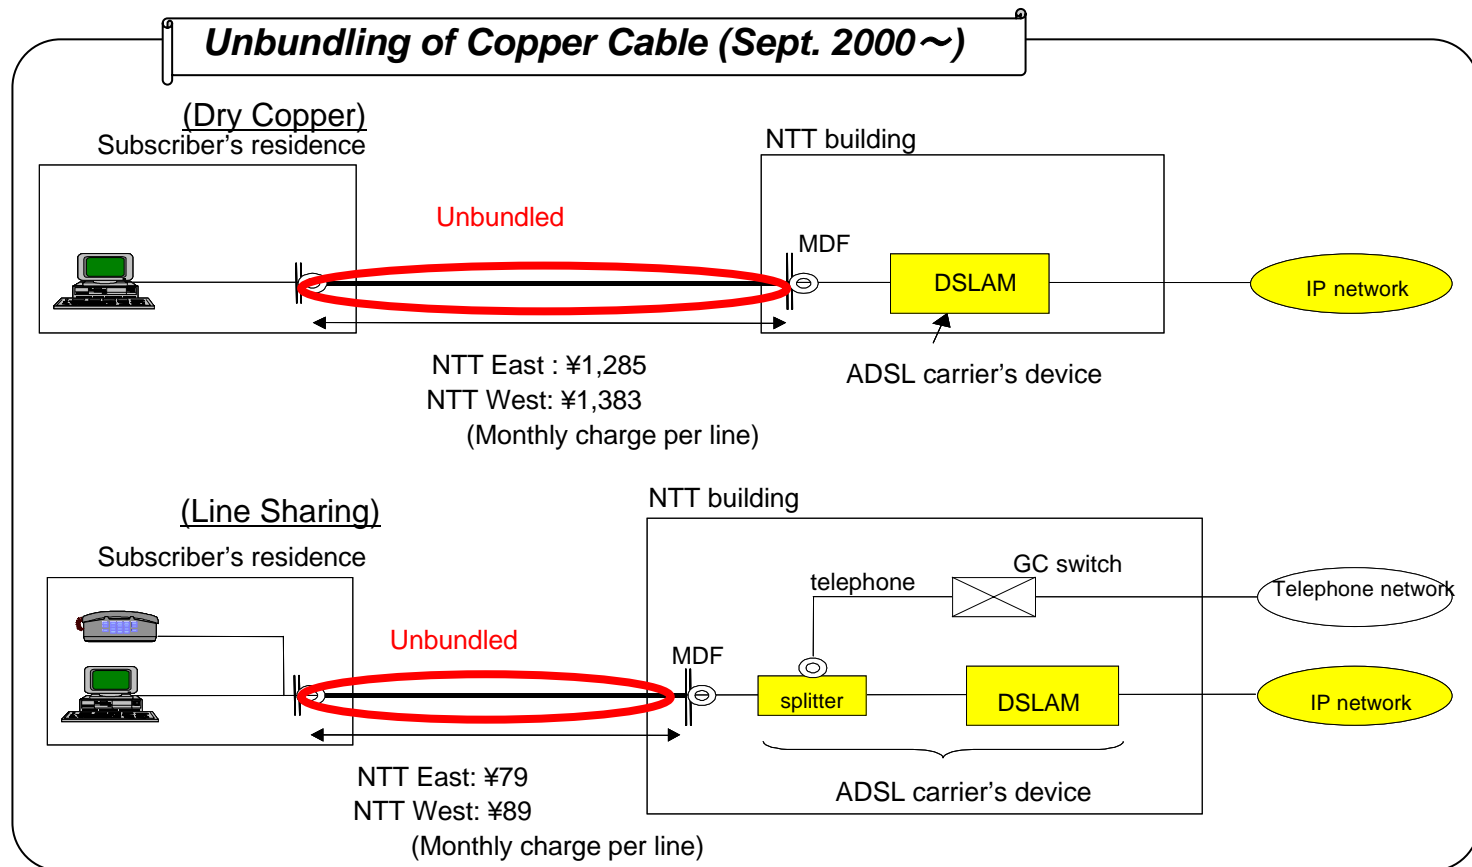 Unbundling of Copper Cable (Sept. 2000～)
(Dry Copper)
Subscriber's residence
NTT building
Unbundled
MDF
DSLAM
IP network
NTT East : ¥1,285
NTT West: ¥1,383
(Monthly charge per line)
ADSL carrier's device
(Line Sharing)
Subscriber's residence
NTT building
GC switch
telephone
Telephone network
Unbundled
MDF
splitter
DSLAM
IP network
NTT East: ¥79
NTT West: ¥89
(Monthly charge per line)
ADSL carrier's device